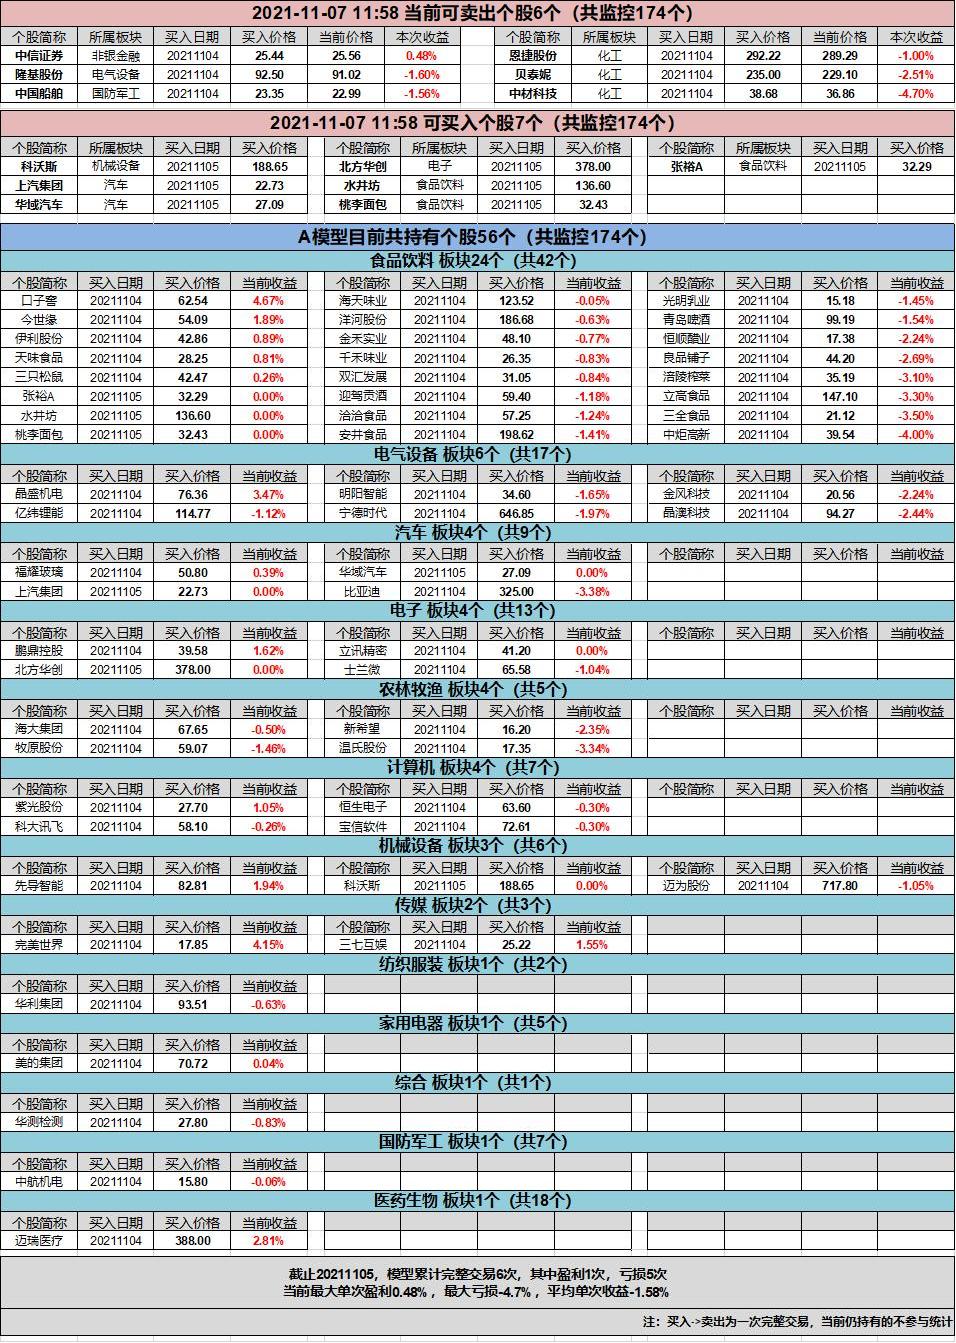 2021-11-07 11:58 当前可卖出个股6个（共监控174个）
个股简称 所属板块 买入日期 买入价格 当前价格 本次收益 个股简称 所属板块 买入日期 买入价格 当前价格 本次收益
中信证券 非银金融 20211104 25.44 25.56 0.48% 恩捷股份 化工 20211104 292.22 289.29 -1.00%
隆基股份 电气设备 20211104 92.50 91.02 -1.60% 贝泰妮 化工 20211104 235.00 229.10 -2.51%
中国船舶 国防军工 20211104 23.35 22.99 -1.56% 中材科技 化工 20211104 38.68 36.86 -4.70%
2021-11-07 11:58 可买入个股7个（共监控174个）
个股简称 所属板块 买入日期 买入价格 个股简称 所属板块 买入日期 买入价格 个股简称 所属板块 买入日期 买入价格
科沃斯 机械设备 20211105 188.65 北方华创 电子 20211105 378.00 张裕A 食品饮料 20211105 32.29
上汽集团 汽车 20211105 22.73 水井坊 食品饮料 20211105 136.60
华域汽车 汽车 20211105 27.09 桃李面包 食品饮料 20211105 32.43
A模型目前共持有个股56个（共监控174个）
食品饮料 板块24个（共42个）
个股简称 买入日期 买入价格 当前收益 个股简称 买入日期 买入价格 当前收益 个股简称 买入日期 买入价格 当前收益
口子窖 20211104 62.54 4.67% 海天味业 20211104 123.52 -0.05% 光明乳业 20211104 15.18 -1.45%
今世缘 20211104 54.09 1.89% 洋河股份 20211104 186.68 -0.63% 青岛啤酒 20211104 99.19 -1.54%
伊利股份 20211104 42.86 0.89% 金禾实业 20211104 48.10 -0.77% 恒顺醋业 20211104 17.38 -2.24%
天味食品 20211104 28.25 0.81% 千禾味业 20211104 26.35 -0.83% 良品铺子 20211104 44.20 -2.69%
三只松鼠 20211104 42.47 0.26% 双汇发展 20211104 31.05 -0.84% 涪陵榨菜 20211104 35.19 -3.10%
张裕A 20211105 32.29 0.00% 迎驾贡酒 20211104 59.40 -1.18% 立高食品 20211104 147.10 -3.30%
水井坊 20211105 136.60 0.00% 洽洽食品 20211104 57.25 -1.24% 三全食品 20211104 21.12 -3.50%
桃李面包 20211105 32.43 0.00% 安井食品 20211104 198.62 -1.41% 中炬高新 20211104 39.54 -4.00%
电气设备 板块6个（共17个）
个股简称 买入日期 买入价格 当前收益 个股简称 买入日期 买入价格 当前收益 个股简称 买入日期 买入价格 当前收益
晶盛机电 20211104 76.36 3.47% 明阳智能 20211104 34.60 -1.65% 金风科技 20211104 20.56 -2.24%
亿纬锂能 20211104 114.77 -1.12% 宁德时代 20211104 646.85 -1.97% 晶澳科技 20211104 94.27 -2.44%
汽车 板块4个（共9个）
个股简称 买入日期 买入价格 当前收益 个股简称 买入日期 买入价格 当前收益 个股简称 买入日期 买入价格 当前收益
福耀玻璃 20211104 50.80 0.39% 华域汽车 20211105 27.09 0.00%
上汽集团 20211105 22.73 0.00% 比亚迪 20211104 325.00 -3.38%
电子 板块4个（共13个）
个股简称 买入日期 买入价格 当前收益 个股简称 买入日期 买入价格 当前收益 个股简称 买入日期 买入价格 当前收益
鹏鼎控股 20211104 39.58 1.62% 立讯精密 20211104 41.20 0.00%
北方华创 20211105 378.00 0.00% 士兰微 20211104 65.58 -1.04%
农林牧渔 板块4个（共5个）
个股简称 买入日期 买入价格 当前收益 个股简称 买入日期 买入价格 当前收益 个股简称 买入日期 买入价格 当前收益
海大集团 20211104 67.65 -0.50% 新希望 20211104 16.20 -2.35%
牧原股份 20211104 59.07 -1.46% 温氏股份 20211104 17.35 -3.34%
计算机 板块4个（共7个）
个股简称 买入日期 买入价格 当前收益 个股简称 买入日期 买入价格 当前收益 个股简称 买入日期 买入价格 当前收益
紫光股份 20211104 27.70 1.05% 恒生电子 20211104 63.60 -0.30%
科大讯飞 20211104 58.10 -0.26% 宝信软件 20211104 72.61 -0.30%
机械设备 板块3个（共6个）
个股简称 买入日期 买入价格 当前收益 个股简称 买入日期 买入价格 当前收益 个股简称 买入日期 买入价格 当前收益
先导智能 20211104 82.81 1.94% 科沃斯 20211105 188.65 0.00% 迈为股份 20211104 717.80 -1.05%
传媒 板块2个（共3个）
个股简称 买入日期 买入价格 当前收益 个股简称 买入日期 买入价格 当前收益
完美世界 20211104 17.85 4.15% 三七互娱 20211104 25.22 1.55%
纺织服装 板块1个（共2个）
个股简称 买入日期 买入价格 当前收益
华利集团 20211104 93.51 -0.63%
家用电器 板块1个（共5个）
个股简称 买入日期 买入价格 当前收益
美的集团 20211104 70.72 0.04%
综合 板块1个（共1个）
个股简称 买入日期 买入价格 当前收益
华测检测 20211104 27.80 -0.83%
国防军工 板块1个（共7个）
个股简称 买入日期 买入价格 当前收益
中航机电 20211104 15.80 -0.06%
医药生物 板块1个（共18个）
个股简称 买入日期 买入价格 当前收益
迈瑞医疗 20211104 388.00 2.81%
截止20211105，模型累计完整交易6次，其中盈利1次，亏损5次
当前最大单次盈利0.48% ，最大亏损-4.7% ，平均单次收益-1.58%
注：买入->卖出为一次完整交易，当前仍持有的不参与统计